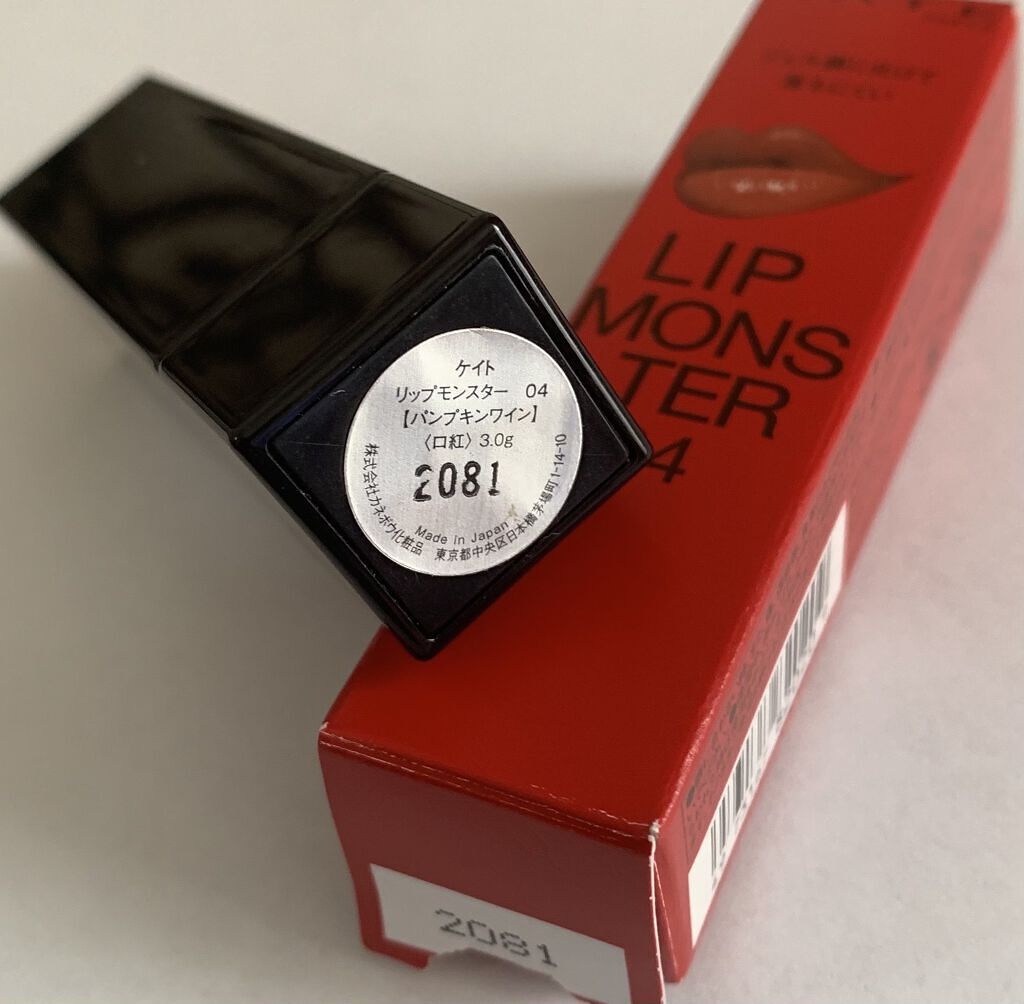 ケイト
リップモンスター 04
【パンプキンワイン】
〈口紅〉3.0g
2081
Made in Japan
株式会社カネボウ化粧品 東京都中央区日本橋茅場町1-14-10
LIP
MONS
TER
4
2081